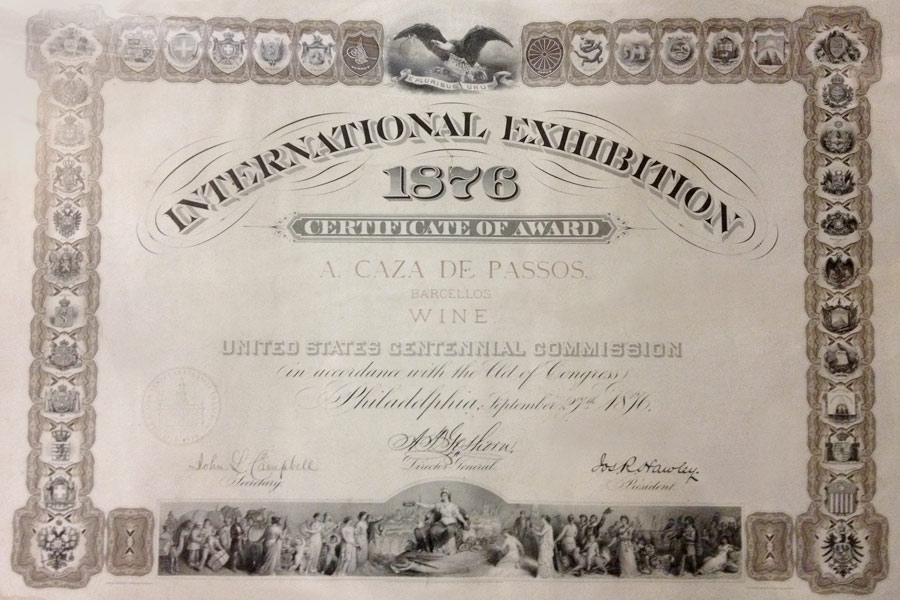 E PLURIBUS UNUM
INTERNATIONAL EXHIBITION
1876
CERTIFICATE OF AWARD
A. CAZA DE PASSOS.
BARCELLOS
WINE.
UNITED STATES CENTENNIAL COMMISSION
(in accordance with the Act of Congress)
Philadelphia, September 27th 1876.
A. T. Goshorn.
Director General.
John L. Campbell
Secretary.
Jos R. Hawley.
President.